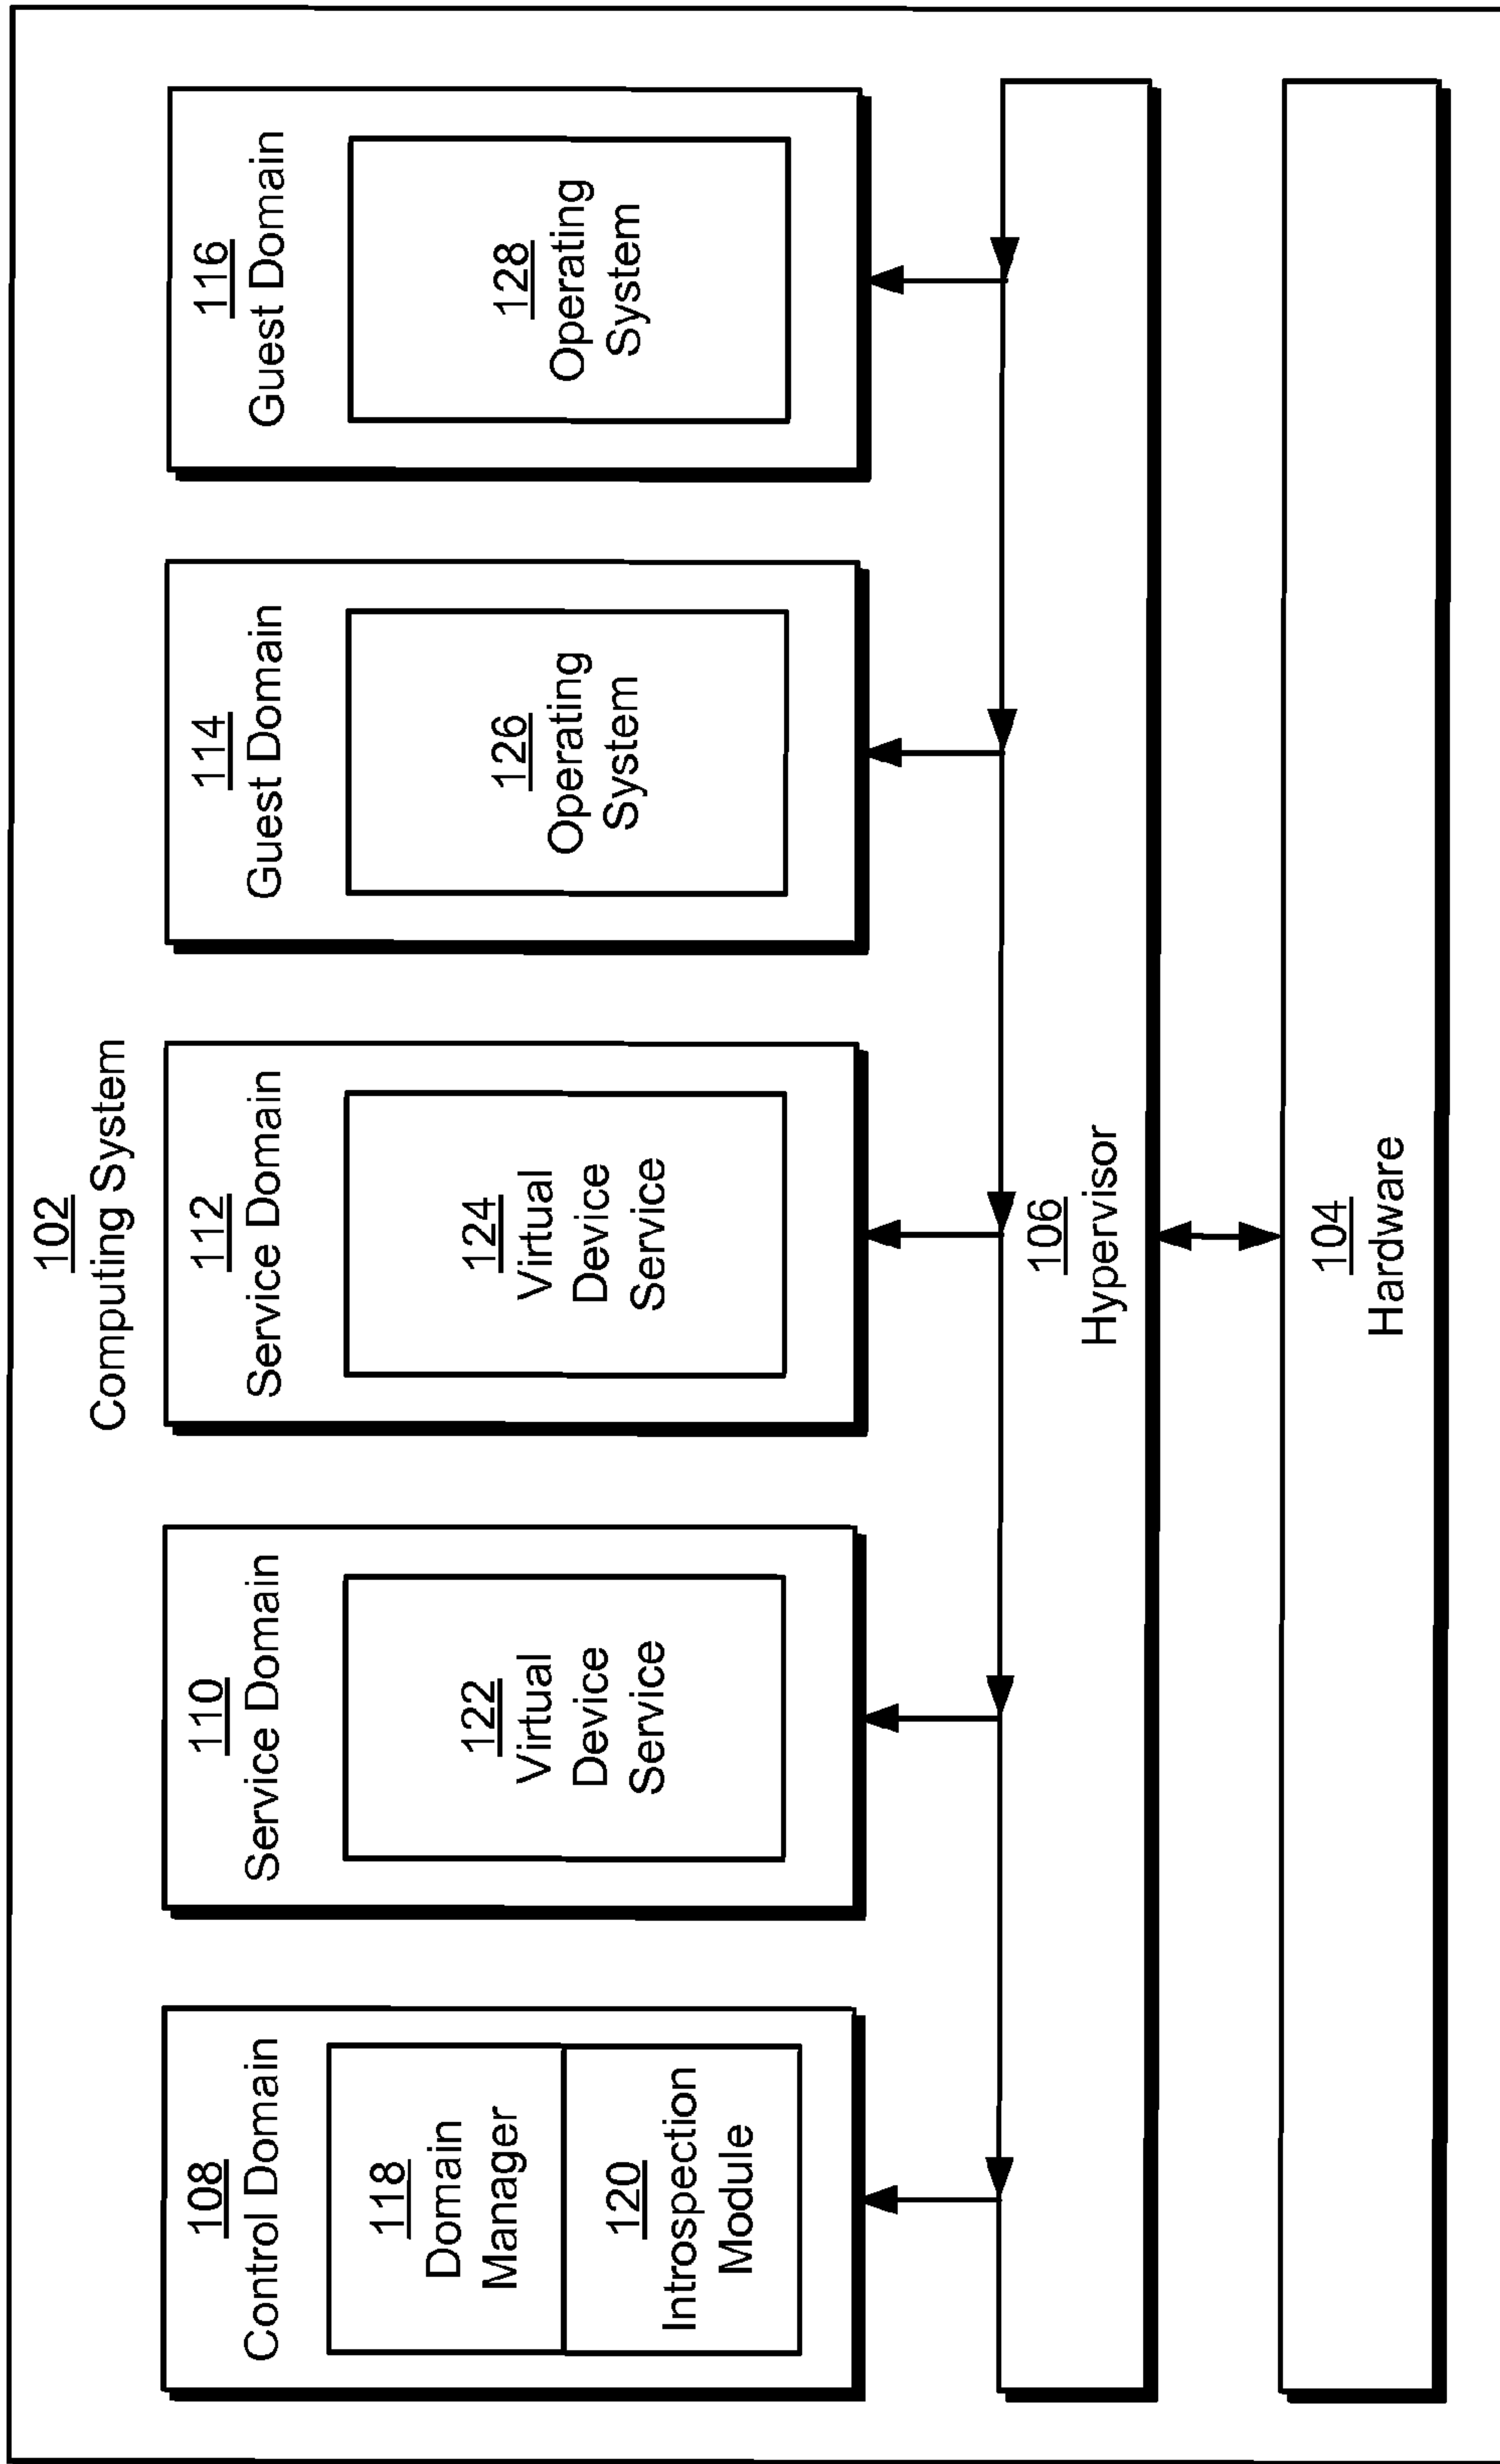 102
Computing System
108
Control Domain
118
Domain
Manager
120
Introspection
Module
110
Service Domain
122
Virtual
Device
Service
112
Service Domain
124
Virtual
Device
Service
114
Guest Domain
126
Operating
System
116
Guest Domain
128
Operating
System
106
Hypervisor
104
Hardware